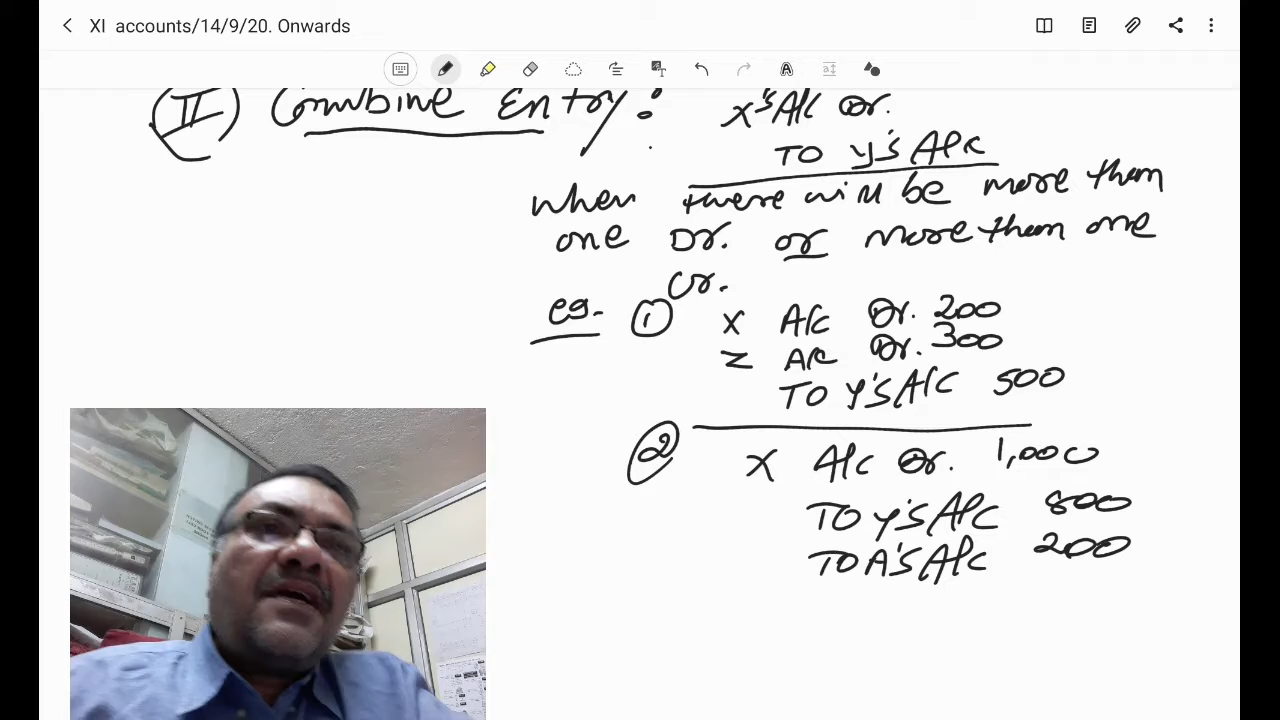 XI accounts/14/9/20. Onwards
(II) Combine Entry:
X's A/c Dr.
To Y's A/c
When there will be more than
one Dr. or more than one
Cr.
eg. ① X A/c Dr. 200
Z A/c Dr. 300
To Y's A/c 500
② X A/c Dr. 1,000
To Y's A/c 800
To A's A/c 200